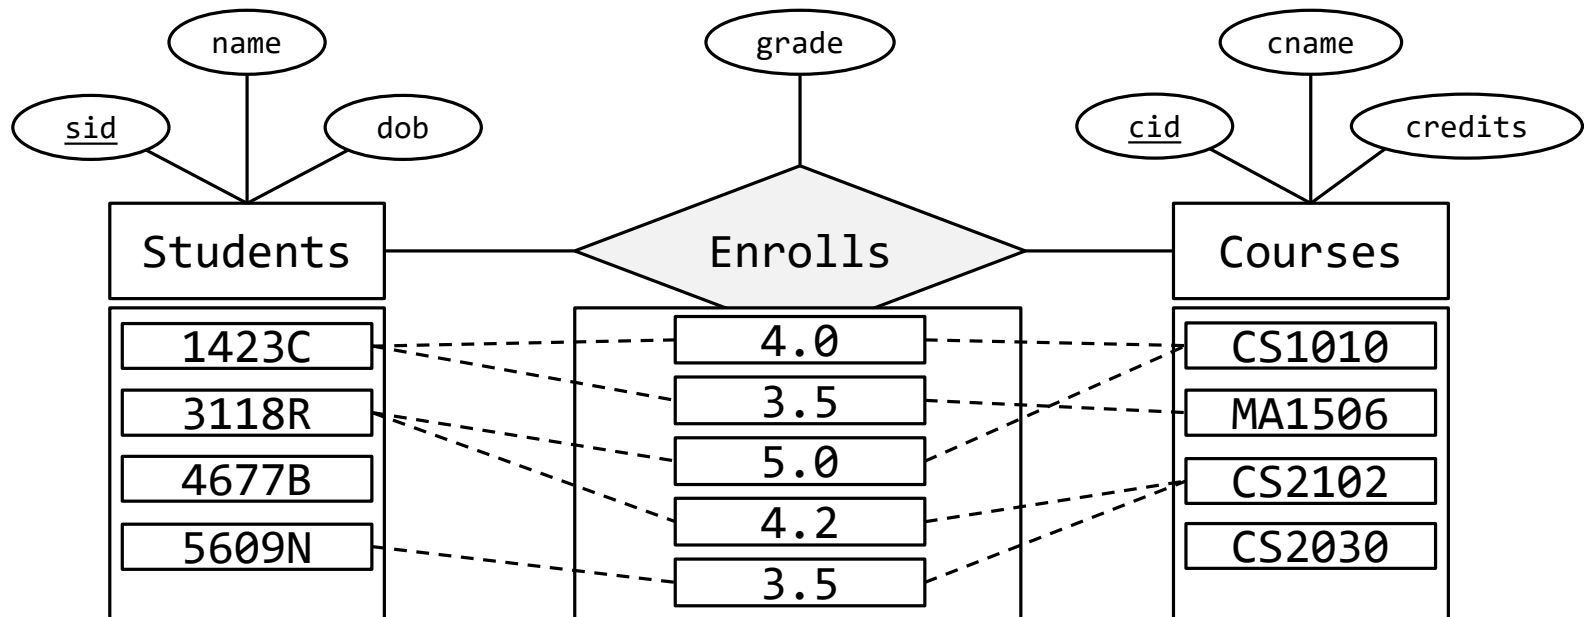 name
grade
cname
sid
dob
cid
credits
Students
Enrolls
Courses
1423C
4.0
CS1010
3118R
3.5
MA1506
4677B
5.0
CS2102
5609N
4.2
CS2030
3.5